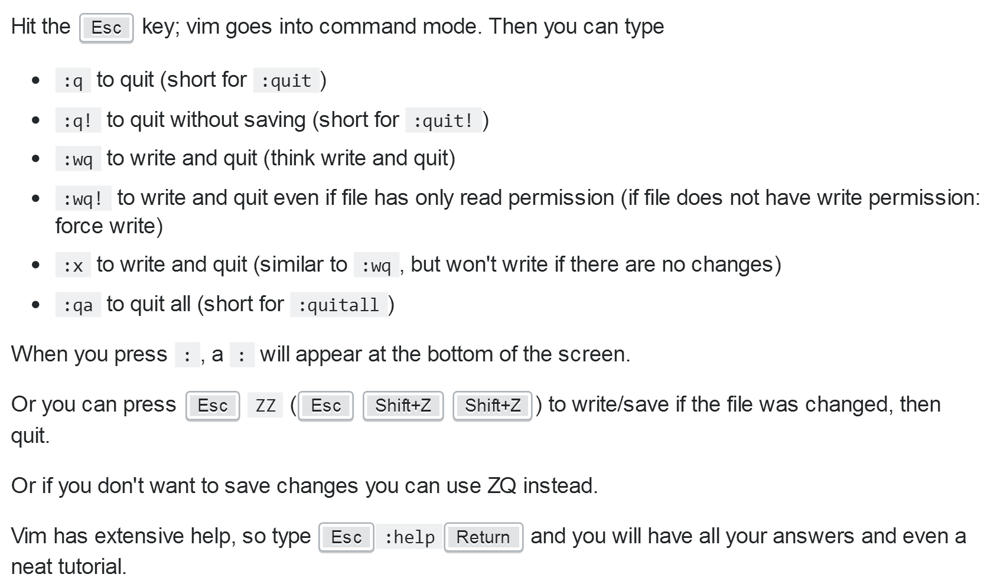 Hit the Esc key; vim goes into command mode. Then you can type
• :q to quit (short for :quit)
• :q! to quit without saving (short for :quit!)
• :wq to write and quit (think write and quit)
• :wq! to write and quit even if file has only read permission (if file does not have write permission:
force write)
• :x to write and quit (similar to :wq, but won't write if there are no changes)
• :qa to quit all (short for :quitall)
When you press :, a : will appear at the bottom of the screen.
Or you can press Esc ZZ (Esc Shift+Z Shift+Z) to write/save if the file was changed, then
quit.
Or if you don't want to save changes you can use ZQ instead.
Vim has extensive help, so type Esc :help Return and you will have all your answers and even a
neat tutorial.